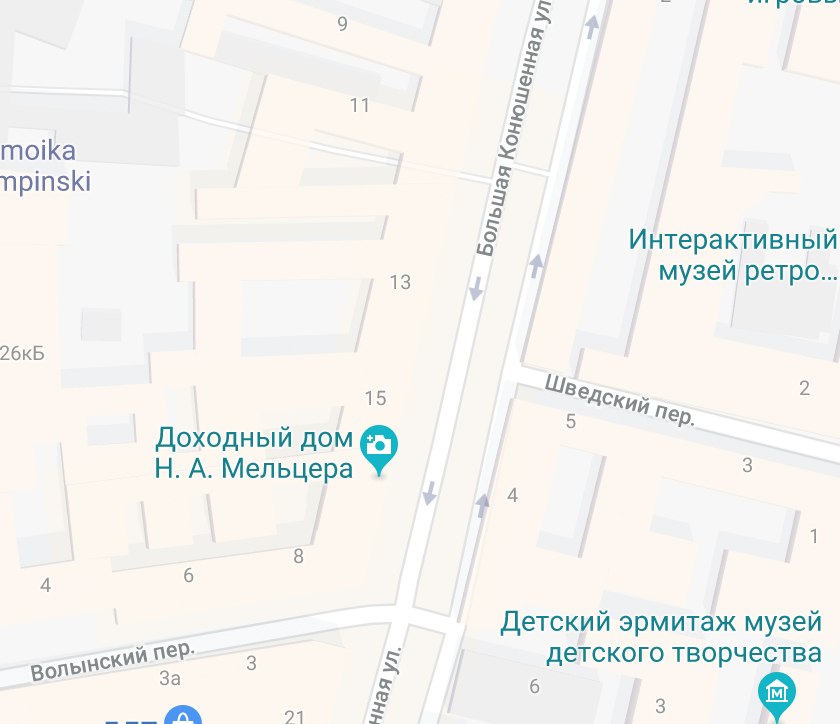 9
игровы
11
Большая Конюшенная ул
moika
mpinski
Интерактивный
музей ретро...
13
26кБ
Шведский пер.
2
15
5
Доходный дом
Н. А. Мельцера
3
4
1
8
6
4
Детский эрмитаж музей
детского творчества
Волынский пер.
3
3а
нная ул.
6
3
21